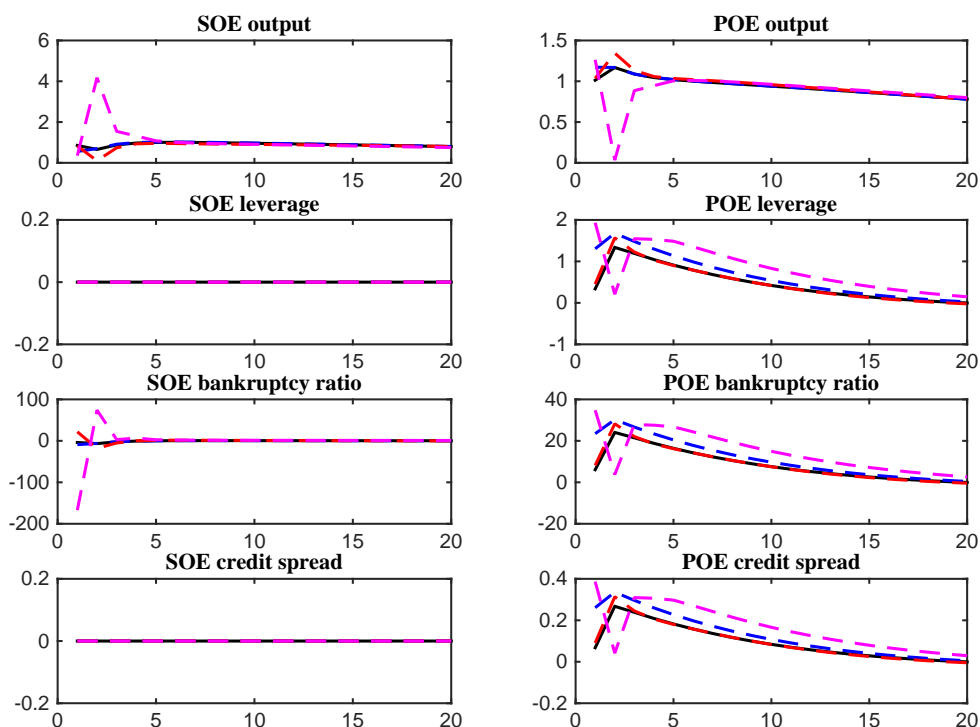 SOE output
6
4
2
0
0 5 10 15 20
POE output
1.5
1.0
0.5
0
0 5 10 15 20
SOE leverage
0.2
0
-0.2
0 5 10 15 20
POE leverage
2
1
0
-1
0 5 10 15 20
SOE bankruptcy ratio
100
0
-100
-200
0 5 10 15 20
POE bankruptcy ratio
40
20
0
-20
0 5 10 15 20
SOE credit spread
0.2
0
-0.2
0 5 10 15 20
POE credit spread
0.4
0.2
0
-0.2
0 5 10 15 20